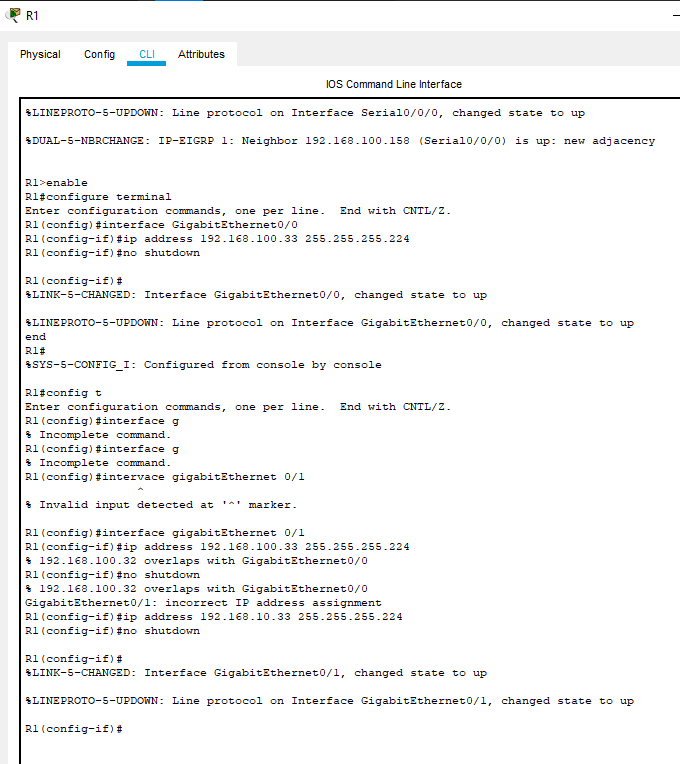 R1
Physical Config CLI Attributes
IOS Command Line Interface
%LINEPROTO-5-UPDOWN: Line protocol on Interface Serial0/0/0, changed state to up
%DUAL-5-NBRCHANGE: IP-EIGRP 1: Neighbor 192.168.100.158 (Serial0/0/0) is up: new adjacency
R1>enable
R1#configure terminal
Enter configuration commands, one per line.  End with CNTL/Z.
R1(config)#interface GigabitEthernet0/0
R1(config-if)#ip address 192.168.100.33 255.255.255.224
R1(config-if)#no shutdown
R1(config-if)#
%LINK-5-CHANGED: Interface GigabitEthernet0/0, changed state to up
%LINEPROTO-5-UPDOWN: Line protocol on Interface GigabitEthernet0/0, changed state to up
end
R1#
%SYS-5-CONFIG_I: Configured from console by console
R1#config t
Enter configuration commands, one per line.  End with CNTL/Z.
R1(config)#interface g
% Incomplete command.
R1(config)#interface g
% Incomplete command.
R1(config)#intervace gigabitEthernet 0/1
^
% Invalid input detected at '^' marker.
R1(config)#interface gigabitEthernet 0/1
R1(config-if)#ip address 192.168.100.33 255.255.255.224
% 192.168.100.32 overlaps with GigabitEthernet0/0
R1(config-if)#no shutdown
% 192.168.100.32 overlaps with GigabitEthernet0/0
GigabitEthernet0/1: incorrect IP address assignment
R1(config-if)#ip address 192.168.10.33 255.255.255.224
R1(config-if)#no shutdown
R1(config-if)#
%LINK-5-CHANGED: Interface GigabitEthernet0/1, changed state to up
%LINEPROTO-5-UPDOWN: Line protocol on Interface GigabitEthernet0/1, changed state to up
R1(config-if)#